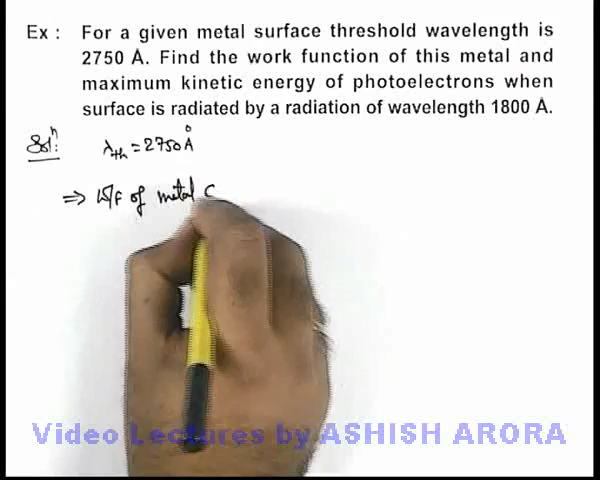 Ex : For a given metal surface threshold wavelength is
2750 Å. Find the work function of this metal and
maximum kinetic energy of photoelectrons when
surface is radiated by a radiation of wavelength 1800 Å.
Solⁿ: λth = 2750 Å
⇒ W/F of metal
Video Lectures by ASHISH ARORA